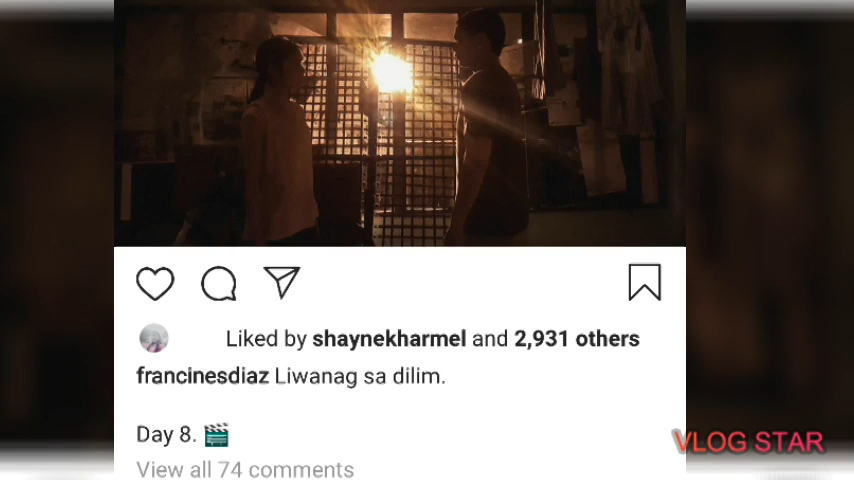 Liked by shaynekharmel and 2,931 others
francinesdiaz Liwanag sa dilim.
Day 8. 🎬
View all 74 comments
VLOG STAR